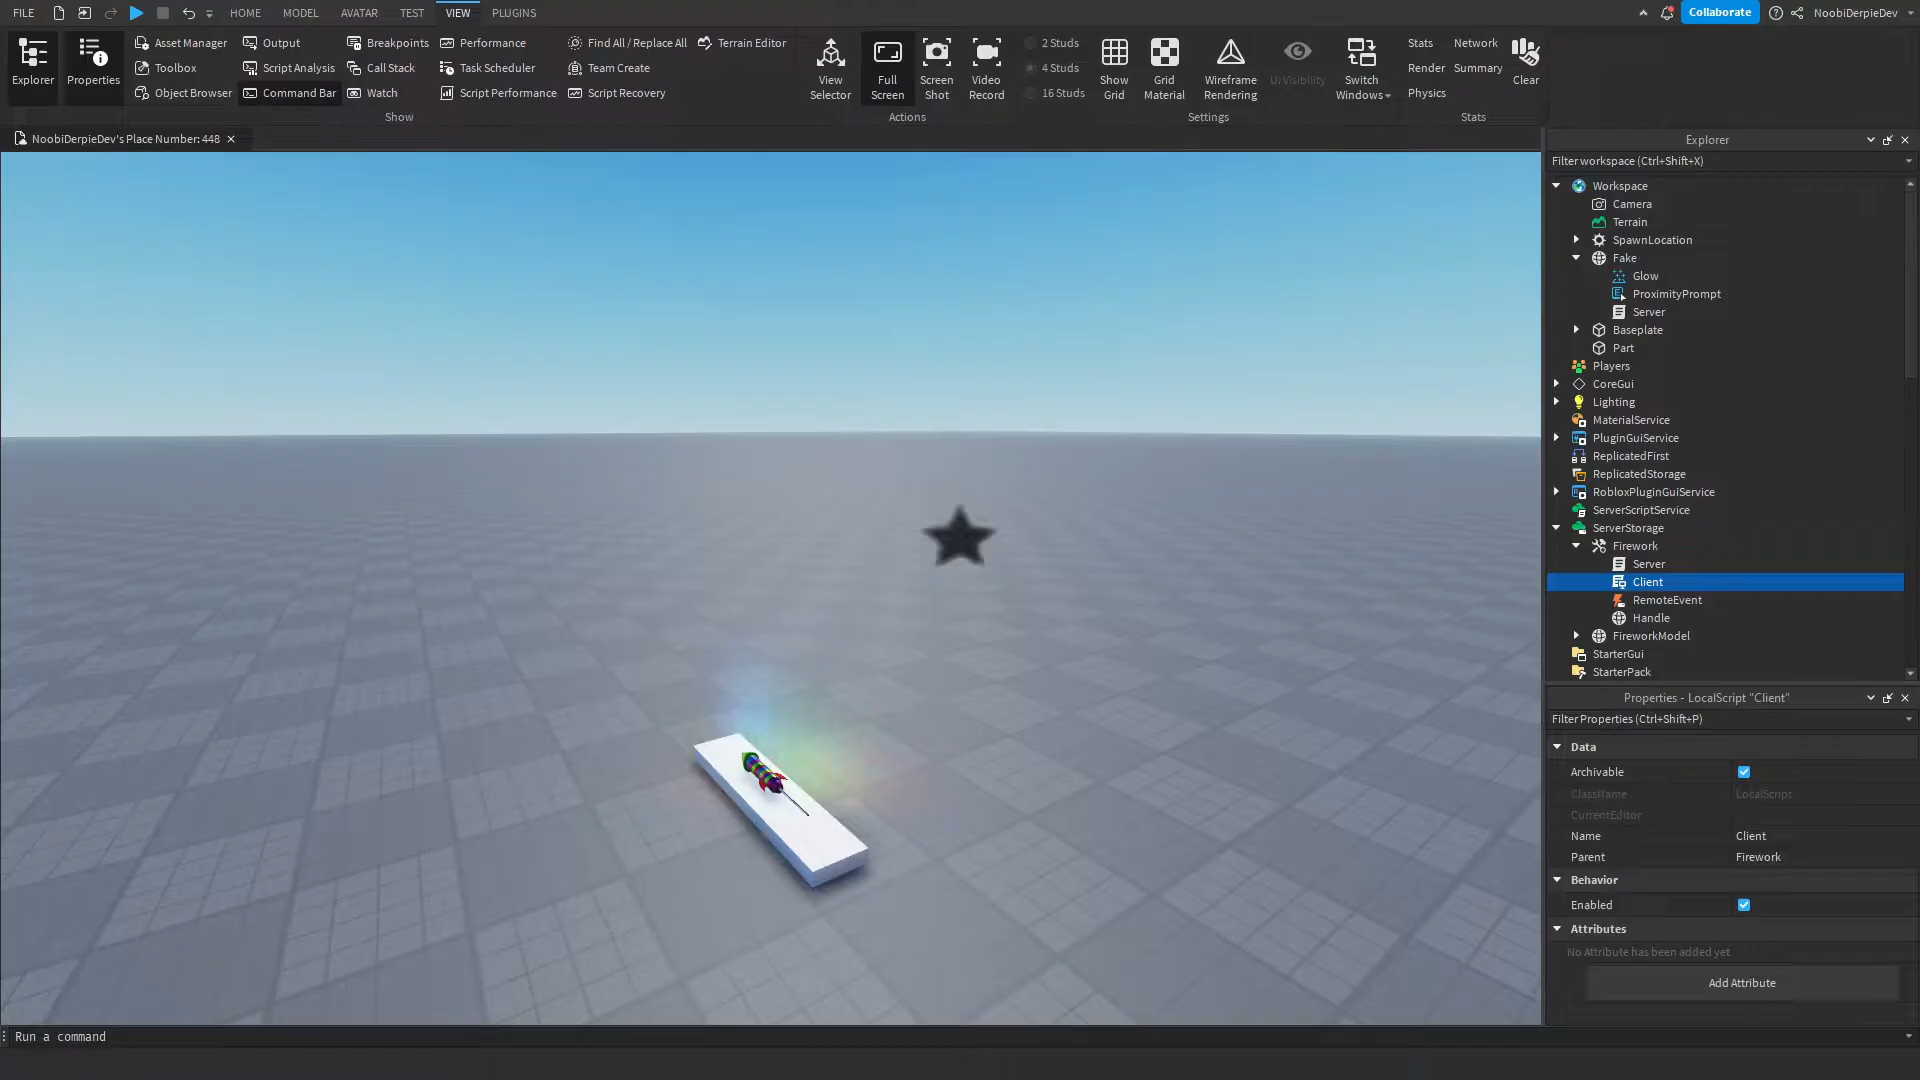 FILE HOME MODEL AVATAR TEST VIEW PLUGINS Collaborate NoobiDerpieDev
Explorer
Properties
Asset Manager
Toolbox
Object Browser
Output
Script Analysis
Command Bar
Breakpoints
Call Stack
Watch
Performance
Task Scheduler
Script Performance
Find All / Replace All
Team Create
Script Recovery
Terrain Editor
Show
View
Selector
Full
Screen
Screen
Shot
Video
Record
Actions
2 Studs
4 Studs
16 Studs
Show
Grid
Grid
Material
Wireframe
Rendering
UI Visibility
Switch
Windows
Settings
Stats
Render
Physics
Network
Summary
Clear
Stats
NoobiDerpieDev's Place Number: 448
Explorer
Filter workspace (Ctrl+Shift+X)
Workspace
Camera
Terrain
SpawnLocation
Fake
Glow
ProximityPrompt
Server
Baseplate
Part
Players
CoreGui
Lighting
MaterialService
PluginGuiService
ReplicatedFirst
ReplicatedStorage
RobloxPluginGuiService
ServerScriptService
ServerStorage
Firework
Server
Client
RemoteEvent
Handle
FireworkModel
StarterGui
StarterPack
Properties - LocalScript "Client"
Filter Properties (Ctrl+Shift+P)
Data
Archivable
ClassName LocalScript
CurrentEditor
Name Client
Parent Firework
Behavior
Enabled
Attributes
No Attribute has been added yet
Add Attribute
Run a command